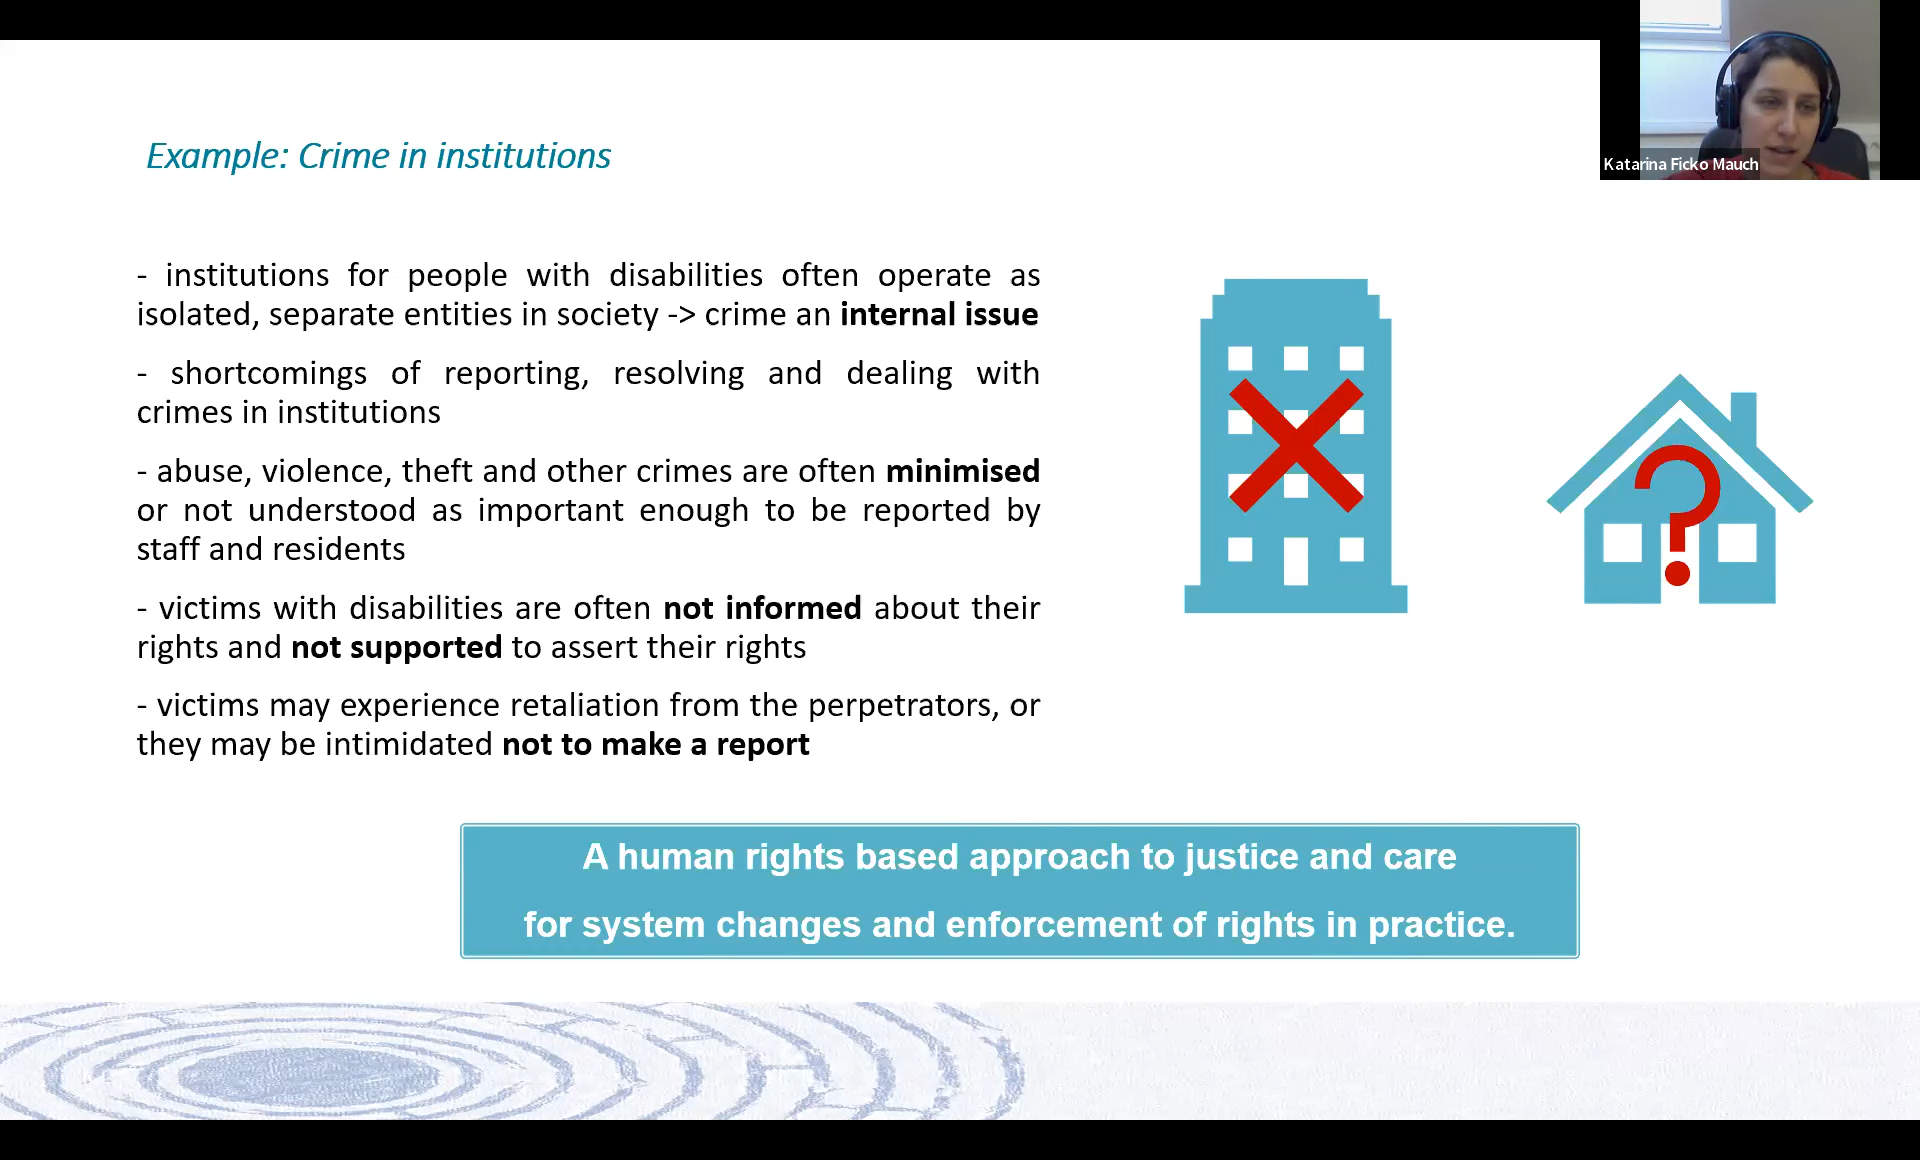 Katarina Ficko Mauch
Example: Crime in institutions
- institutions for people with disabilities often operate as
isolated, separate entities in society -> crime an internal issue
- shortcomings of reporting, resolving and dealing with
crimes in institutions
- abuse, violence, theft and other crimes are often minimised
or not understood as important enough to be reported by
staff and residents
- victims with disabilities are often not informed about their
rights and not supported to assert their rights
- victims may experience retaliation from the perpetrators, or
they may be intimidated not to make a report
A human rights based approach to justice and care
for system changes and enforcement of rights in practice.